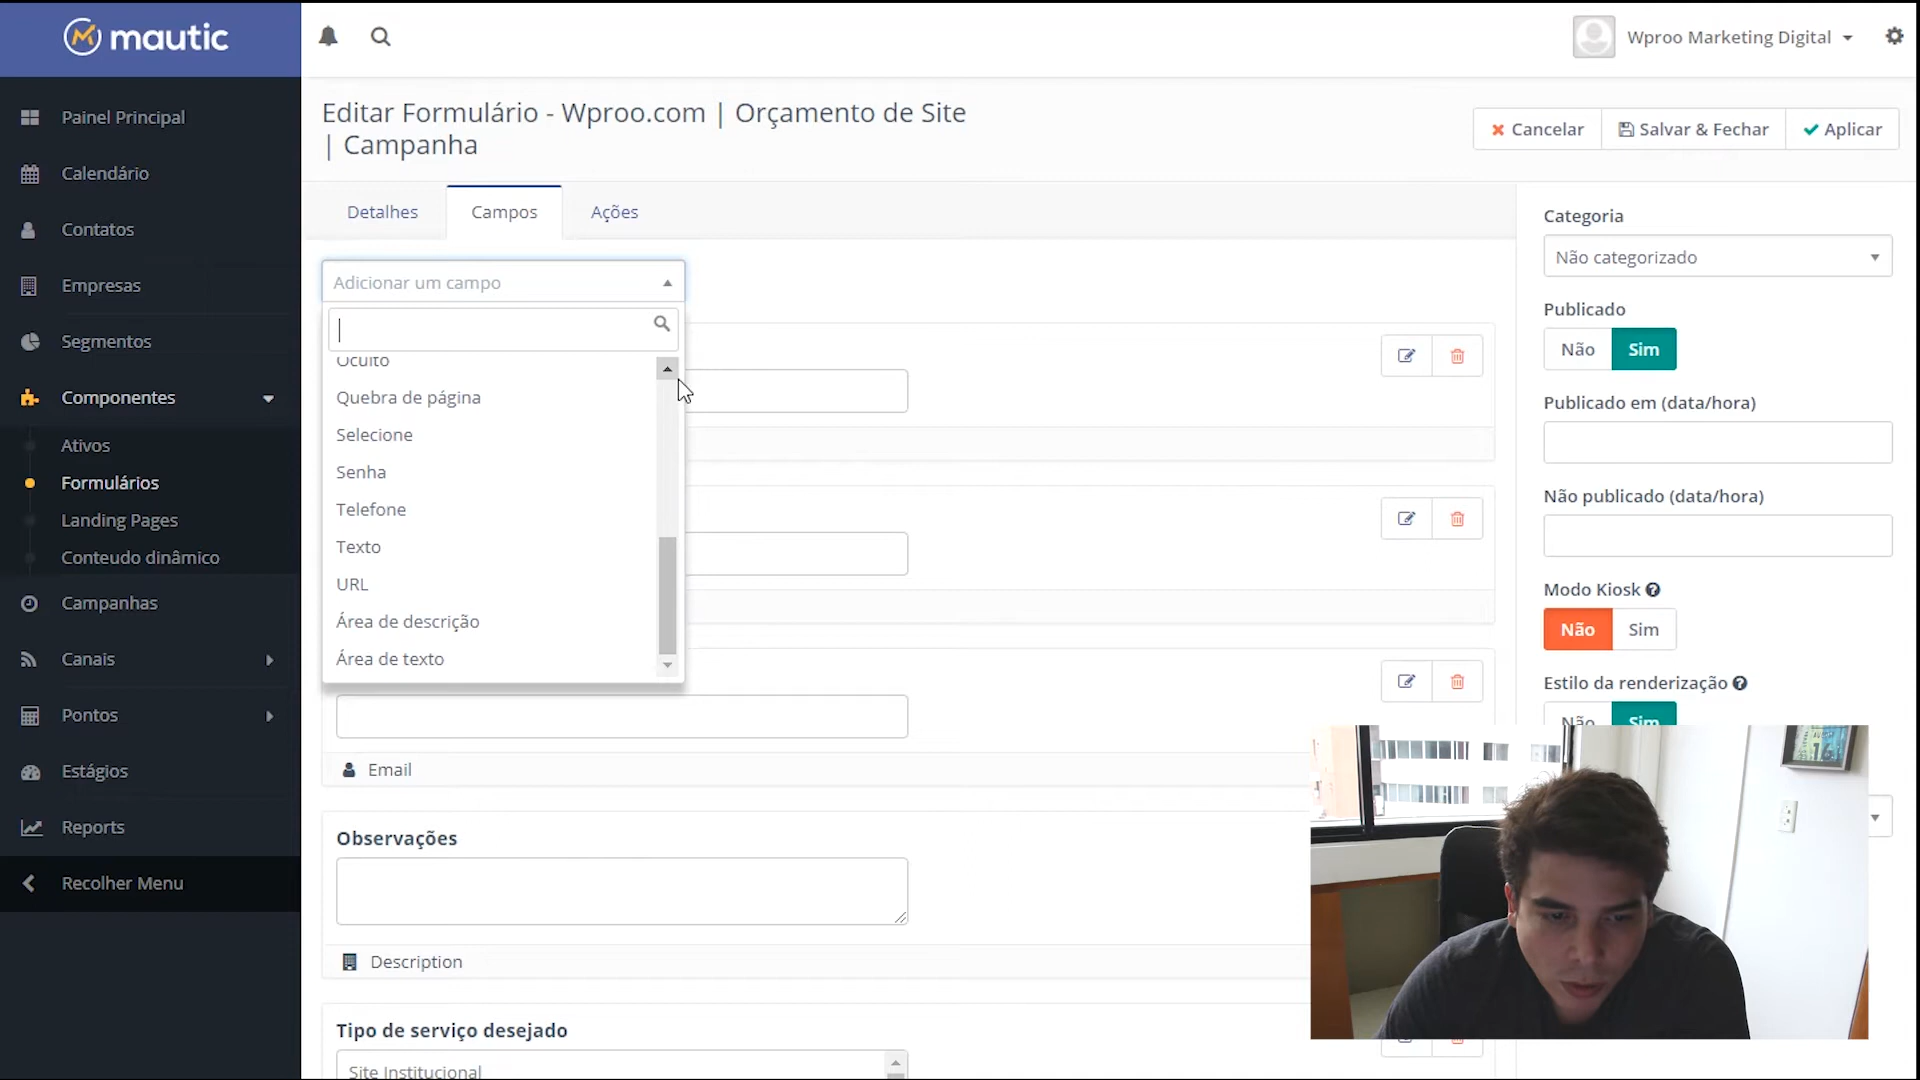 mautic
Wproo Marketing Digital
Painel Principal
Calendário
Contatos
Empresas
Segmentos
Componentes
Ativos
Formulários
Landing Pages
Conteudo dinâmico
Campanhas
Canais
Pontos
Estágios
Reports
Recolher Menu
Editar Formulário - Wproo.com | Orçamento de Site
| Campanha
Cancelar
Salvar & Fechar
Aplicar
Detalhes
Campos
Ações
Adicionar um campo
Oculto
Quebra de página
Selecione
Senha
Telefone
Texto
URL
Área de descrição
Área de texto
Email
Observações
Description
Tipo de serviço desejado
Site Institucional
Categoria
Não categorizado
Publicado
Não Sim
Publicado em (data/hora)
Não publicado (data/hora)
Modo Kiosk
Não Sim
Estilo da renderização
Não Sim